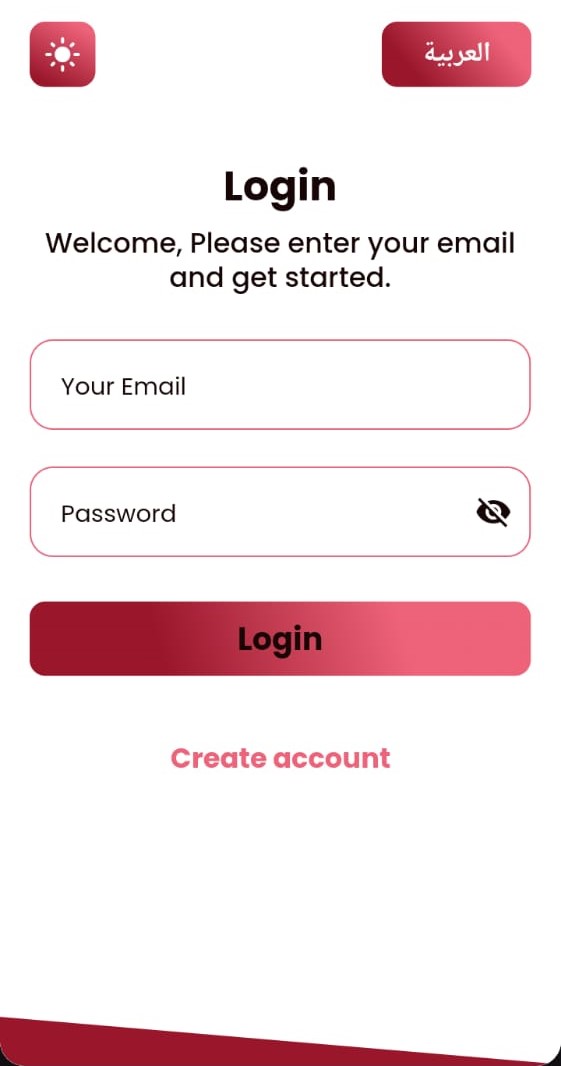 العربية
Login
Welcome, Please enter your email
and get started.
Your Email
Password
Login
Create account